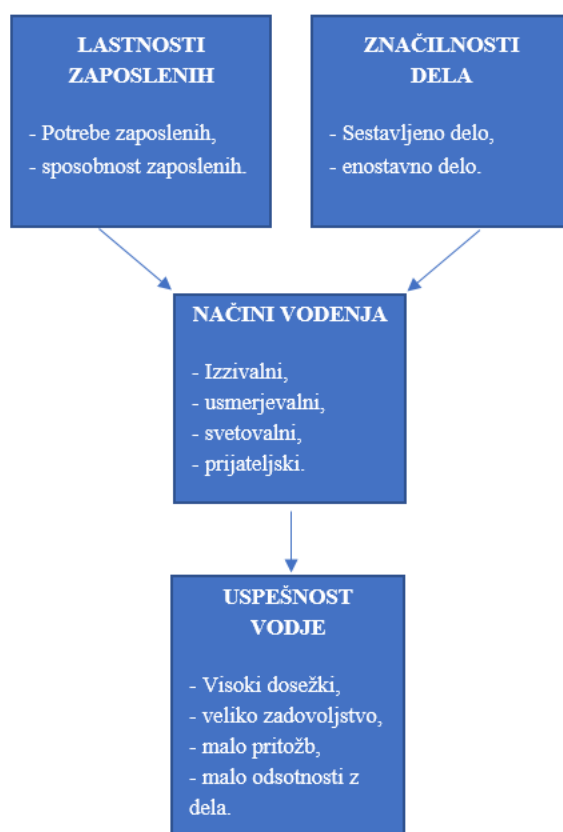 LASTNOSTI
ZAPOSLENIH
- Potrebe zaposlenih,
- sposobnost zaposlenih.
ZNAČILNOSTI
DELA
- Sestavljeno delo,
- enostavno delo.
NAČINI VODENJA
- Izzivalni,
- usmerjevalni,
- svetovalni,
- prijateljski.
USPEŠNOST
VODJE
- Visoki dosežki,
- veliko zadovoljstvo,
- malo pritožb,
- malo odsotnosti z
dela.